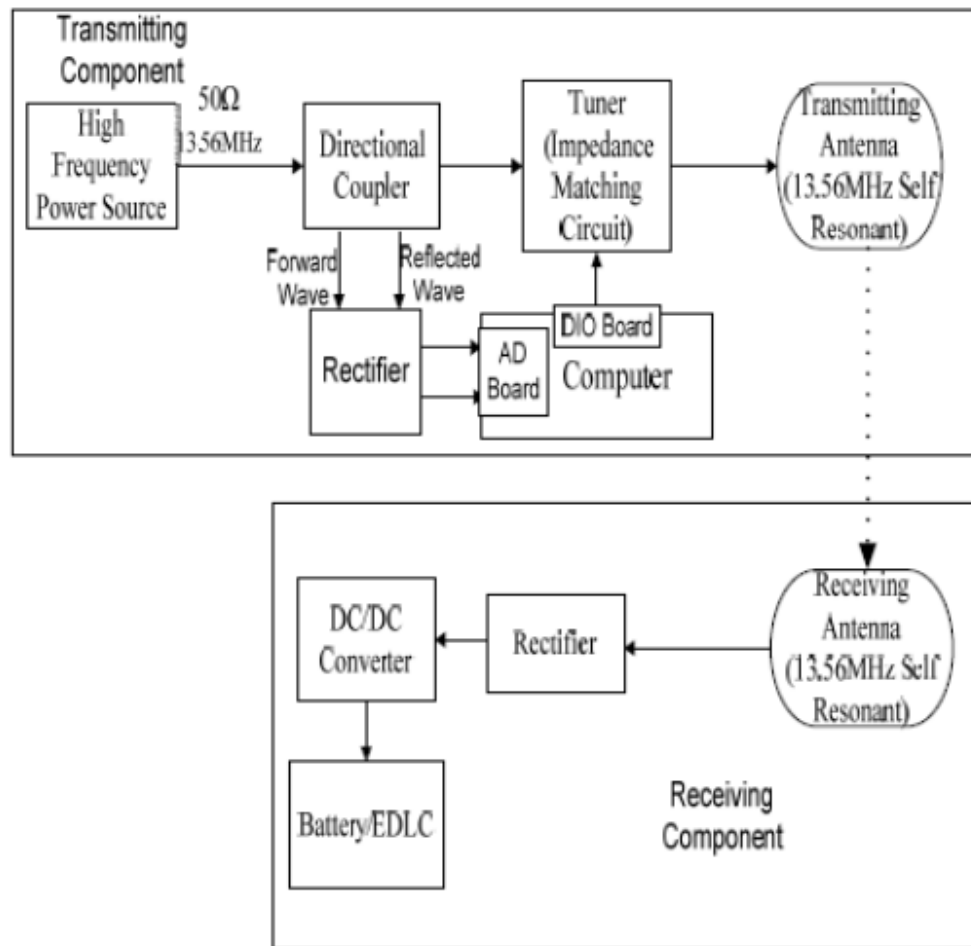 Transmitting
Component
High
Frequency
Power Source
50Ω
13.56MHz
Directional
Coupler
Tuner
(Impedance
Matching
Circuit)
Transmitting
Antenna
(13.56MHz Self
Resonant)
Forward
Wave
Reflected
Wave
Rectifier
AD
Board
DIO Board
Computer
Receiving
Antenna
(13.56MHz Self
Resonant)
Rectifier
DC/DC
Converter
Battery/EDLC
Receiving
Component